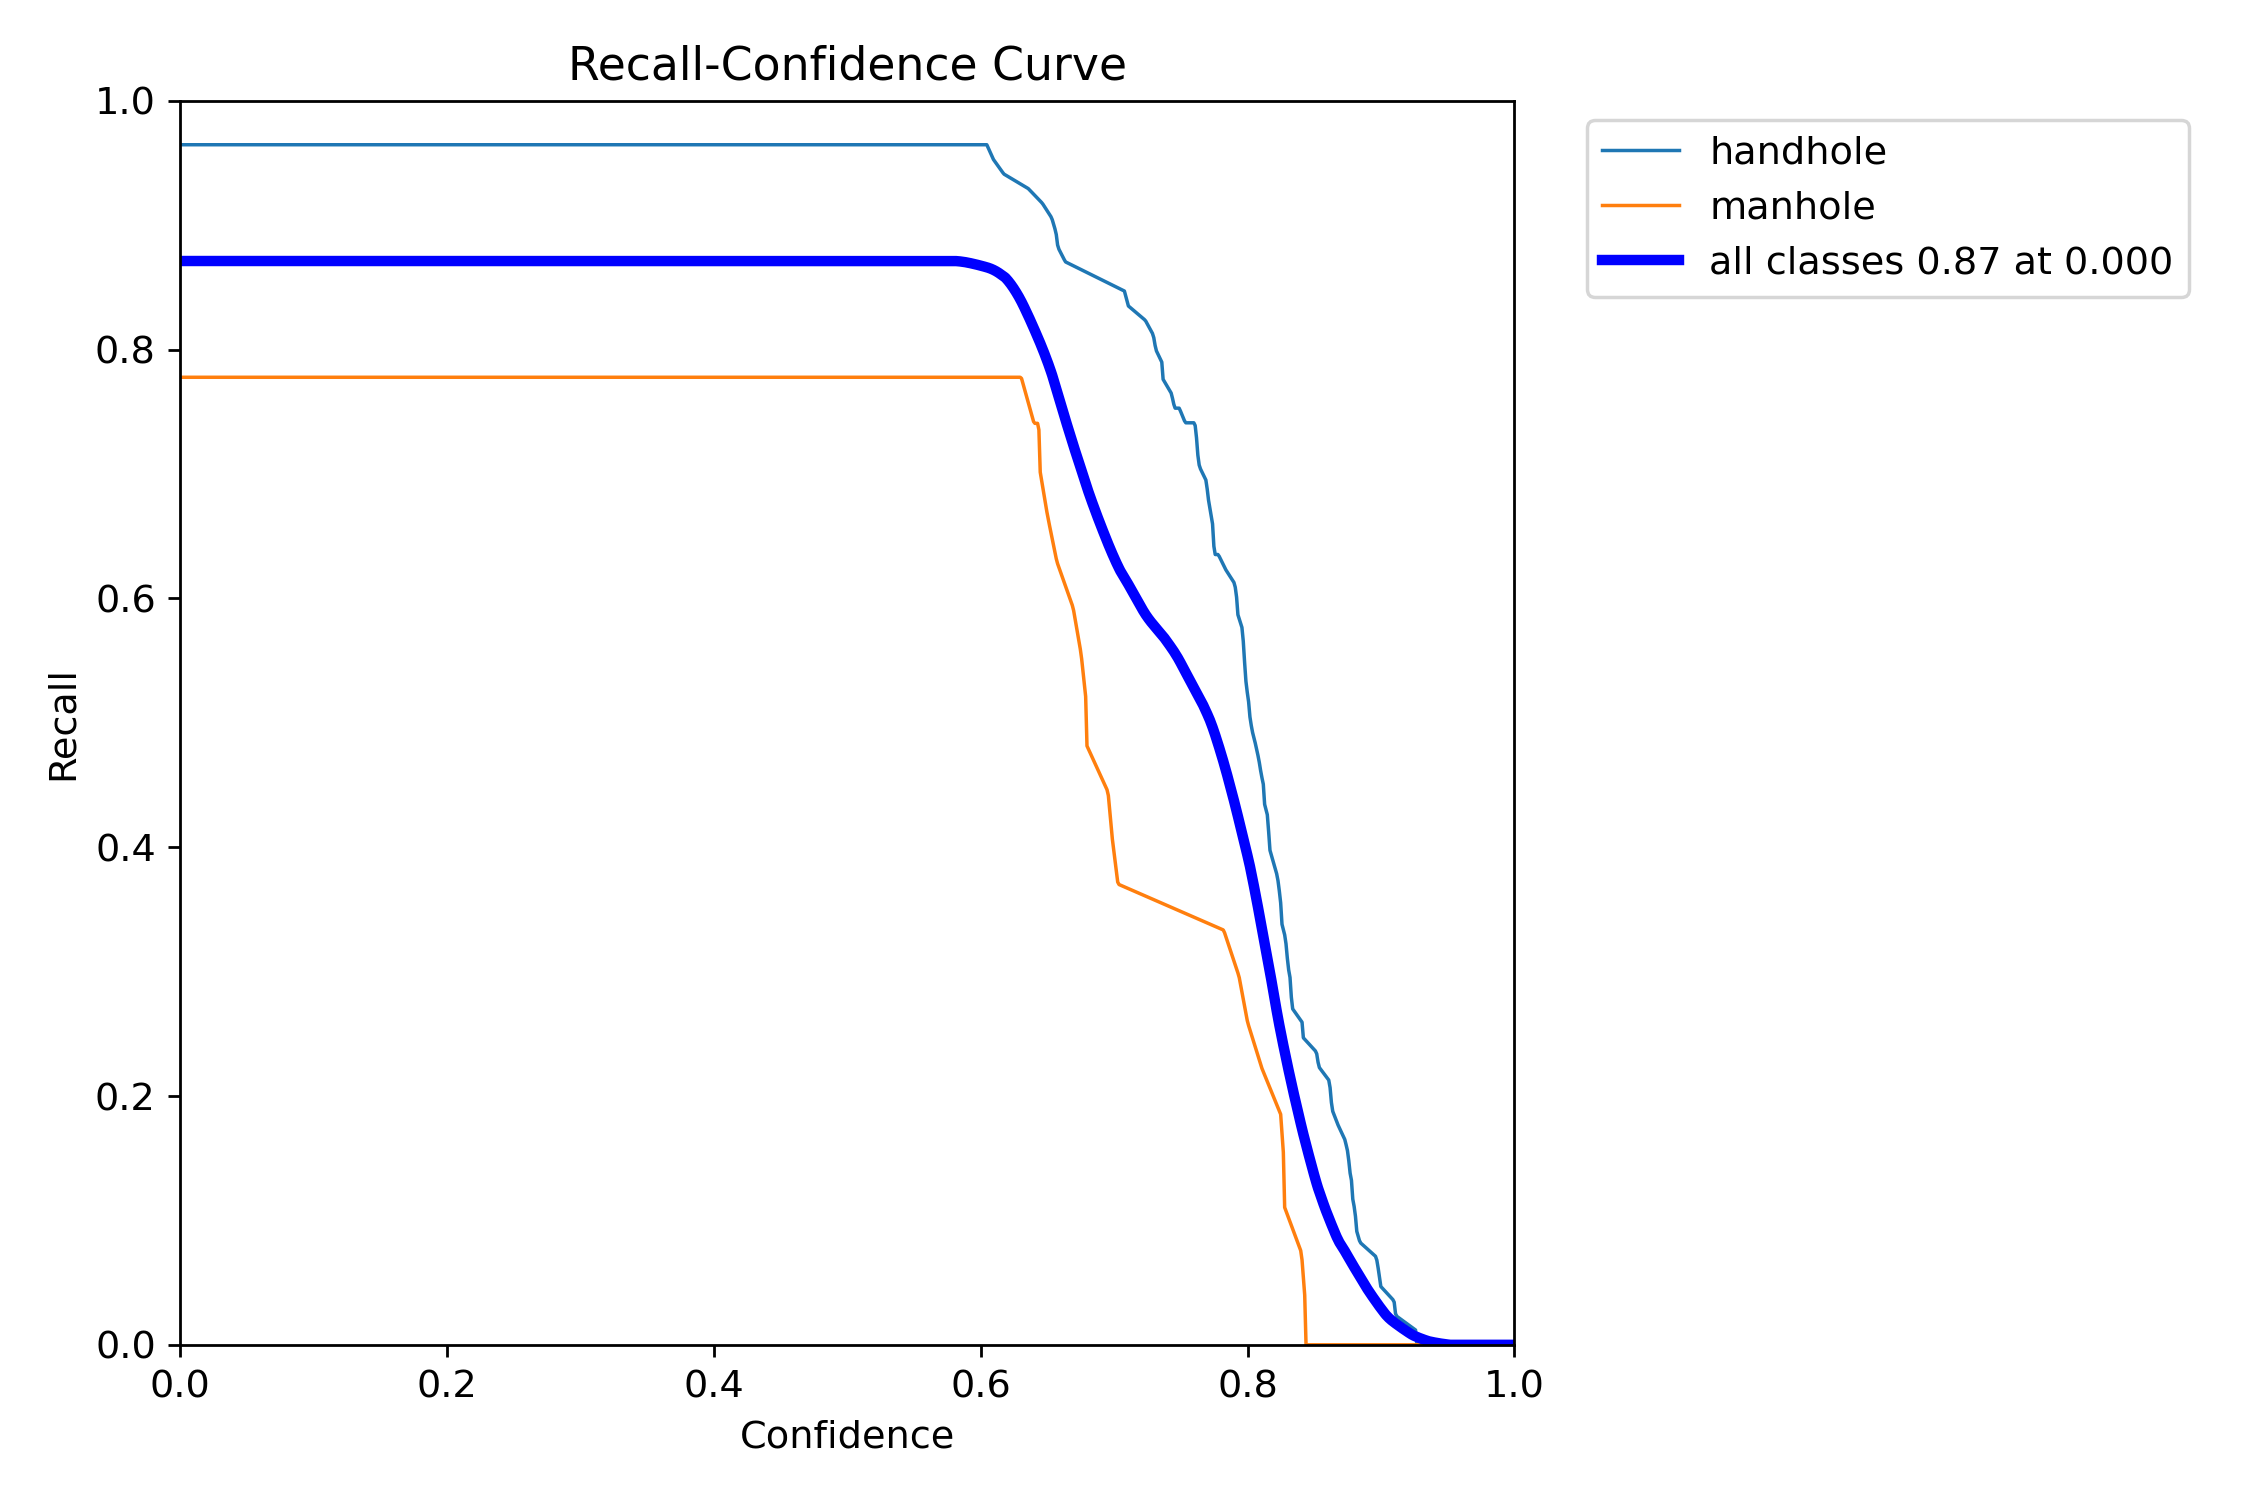 Recall-Confidence Curve
1.0
0.8
0.6
0.4
0.2
0.0
Recall
0.0 0.2 0.4 0.6 0.8 1.0
Confidence
handhole
manhole
all classes 0.87 at 0.000